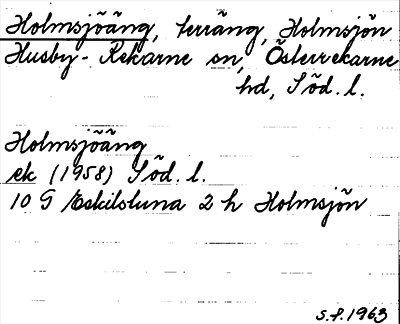 Holmsjöäng, terräng, Holmsjön
Husby-Rekarne sn, Österrekarne
hd, Söd. l.
Holmsjöäng
ek (1958) Söd. l.
10 G Eskilstuna 2 h Holmsjön
s.f. 1963